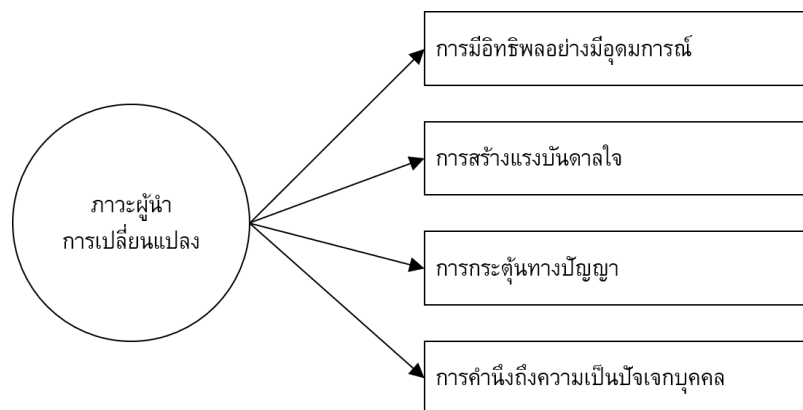 ภาวะผู้นำ
การเปลี่ยนแปลง
การมีอิทธิพลอย่างมีอุดมการณ์
การสร้างแรงบันดาลใจ
การกระตุ้นทางปัญญา
การคำนึงถึงความเป็นปัจเจกบุคคล